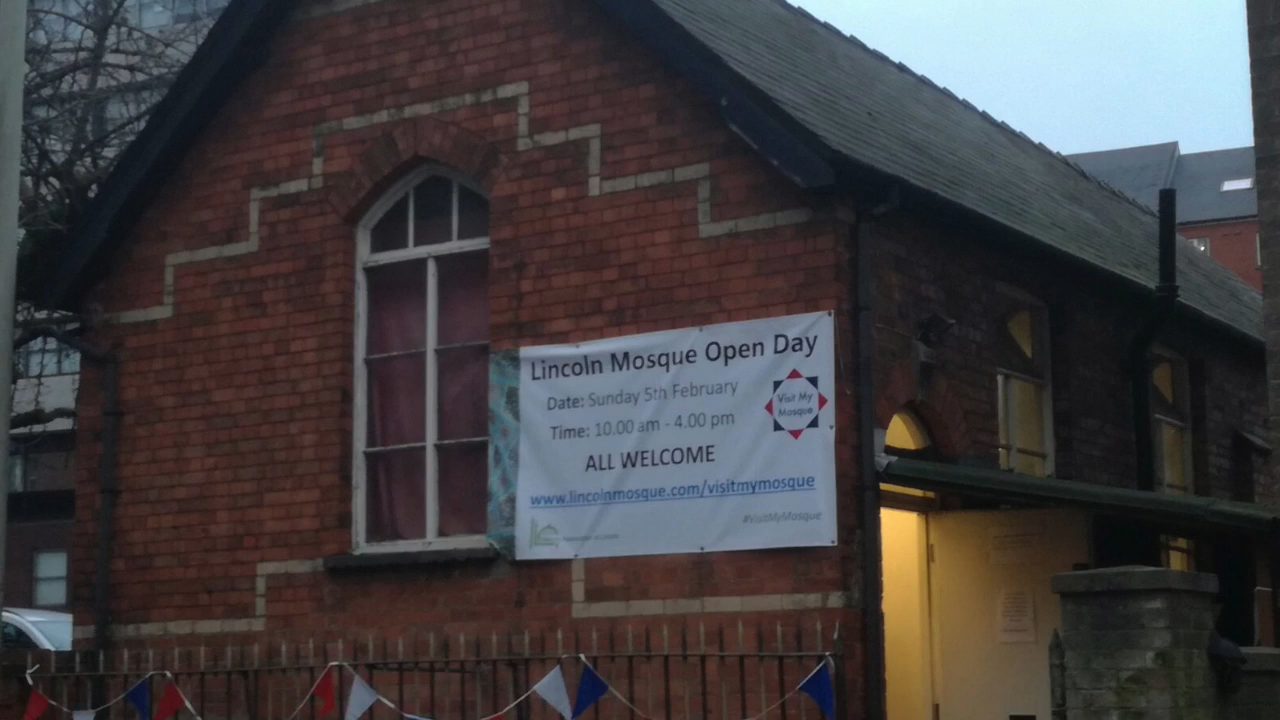 Lincoln Mosque Open Day
Date: Sunday 5th February
Time: 10.00 am - 4.00 pm
Visit My
Mosque
ALL WELCOME
www.lincolnmosque.com/visitmymosque
#VisitMyMosque